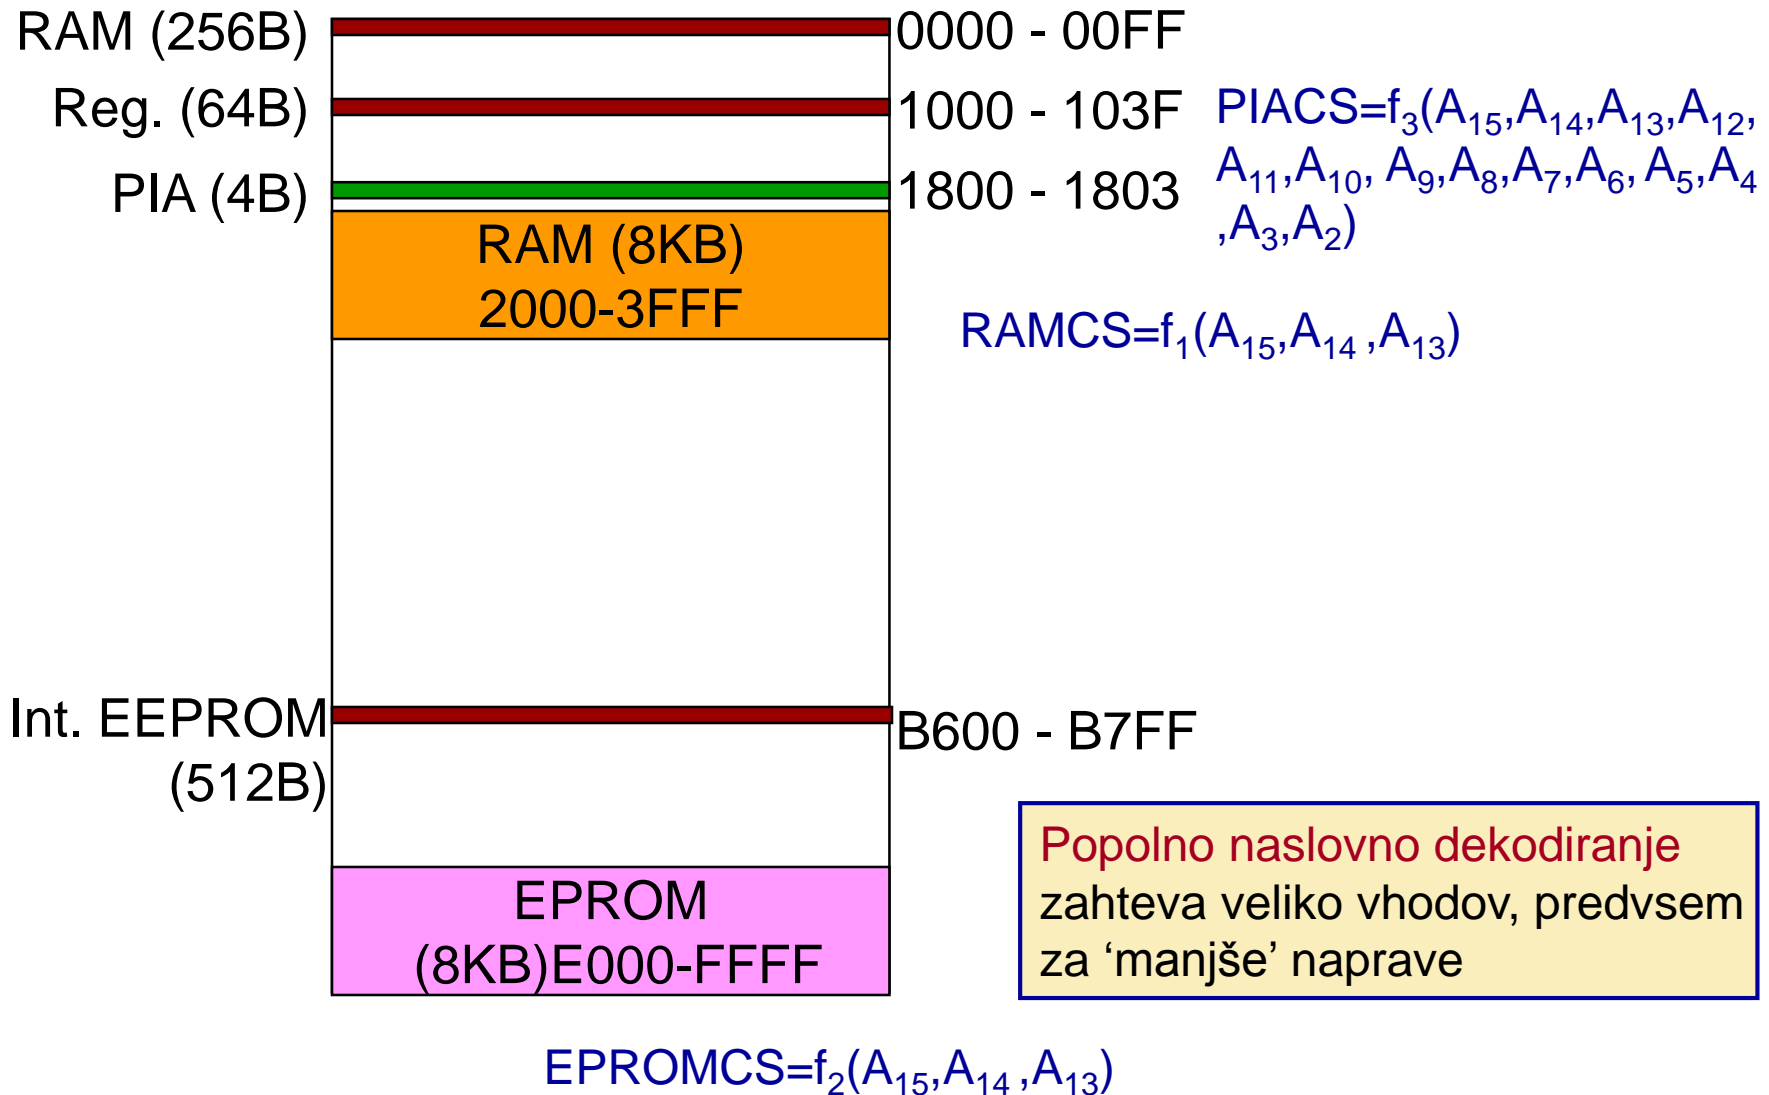 RAM (256B) 0000 - 00FF
Reg. (64B) 1000 - 103F
PIA (4B) 1800 - 1803
PIACS=f3(A15,A14,A13,A12,
A11,A10, A9,A8,A7,A6, A5,A4
,A3,A2)
RAM (8KB)
2000-3FFF
RAMCS=f1(A15,A14 ,A13)
Int. EEPROM B600 - B7FF
(512B)
Popolno naslovno dekodiranje
zahteva veliko vhodov, predvsem
za ‘manjše’ naprave
EPROM
(8KB)E000-FFFF
EPROMCS=f2(A15,A14 ,A13)